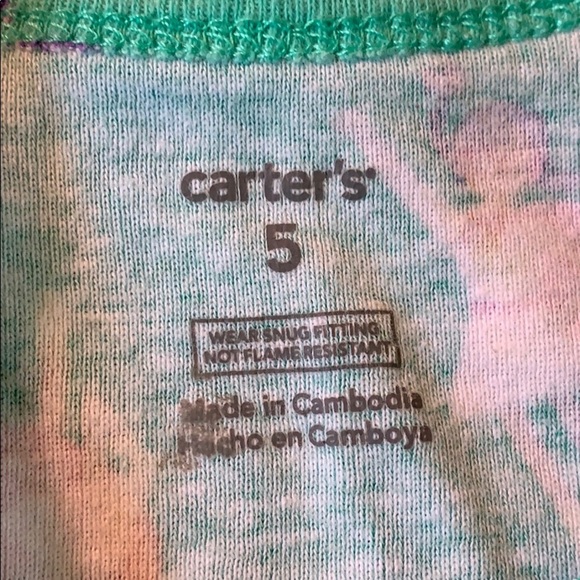 carter's
5
WEAR SNUG FITTING
NOT FLAME RESISTANT
Made in Cambodia
Hecho en Camboya